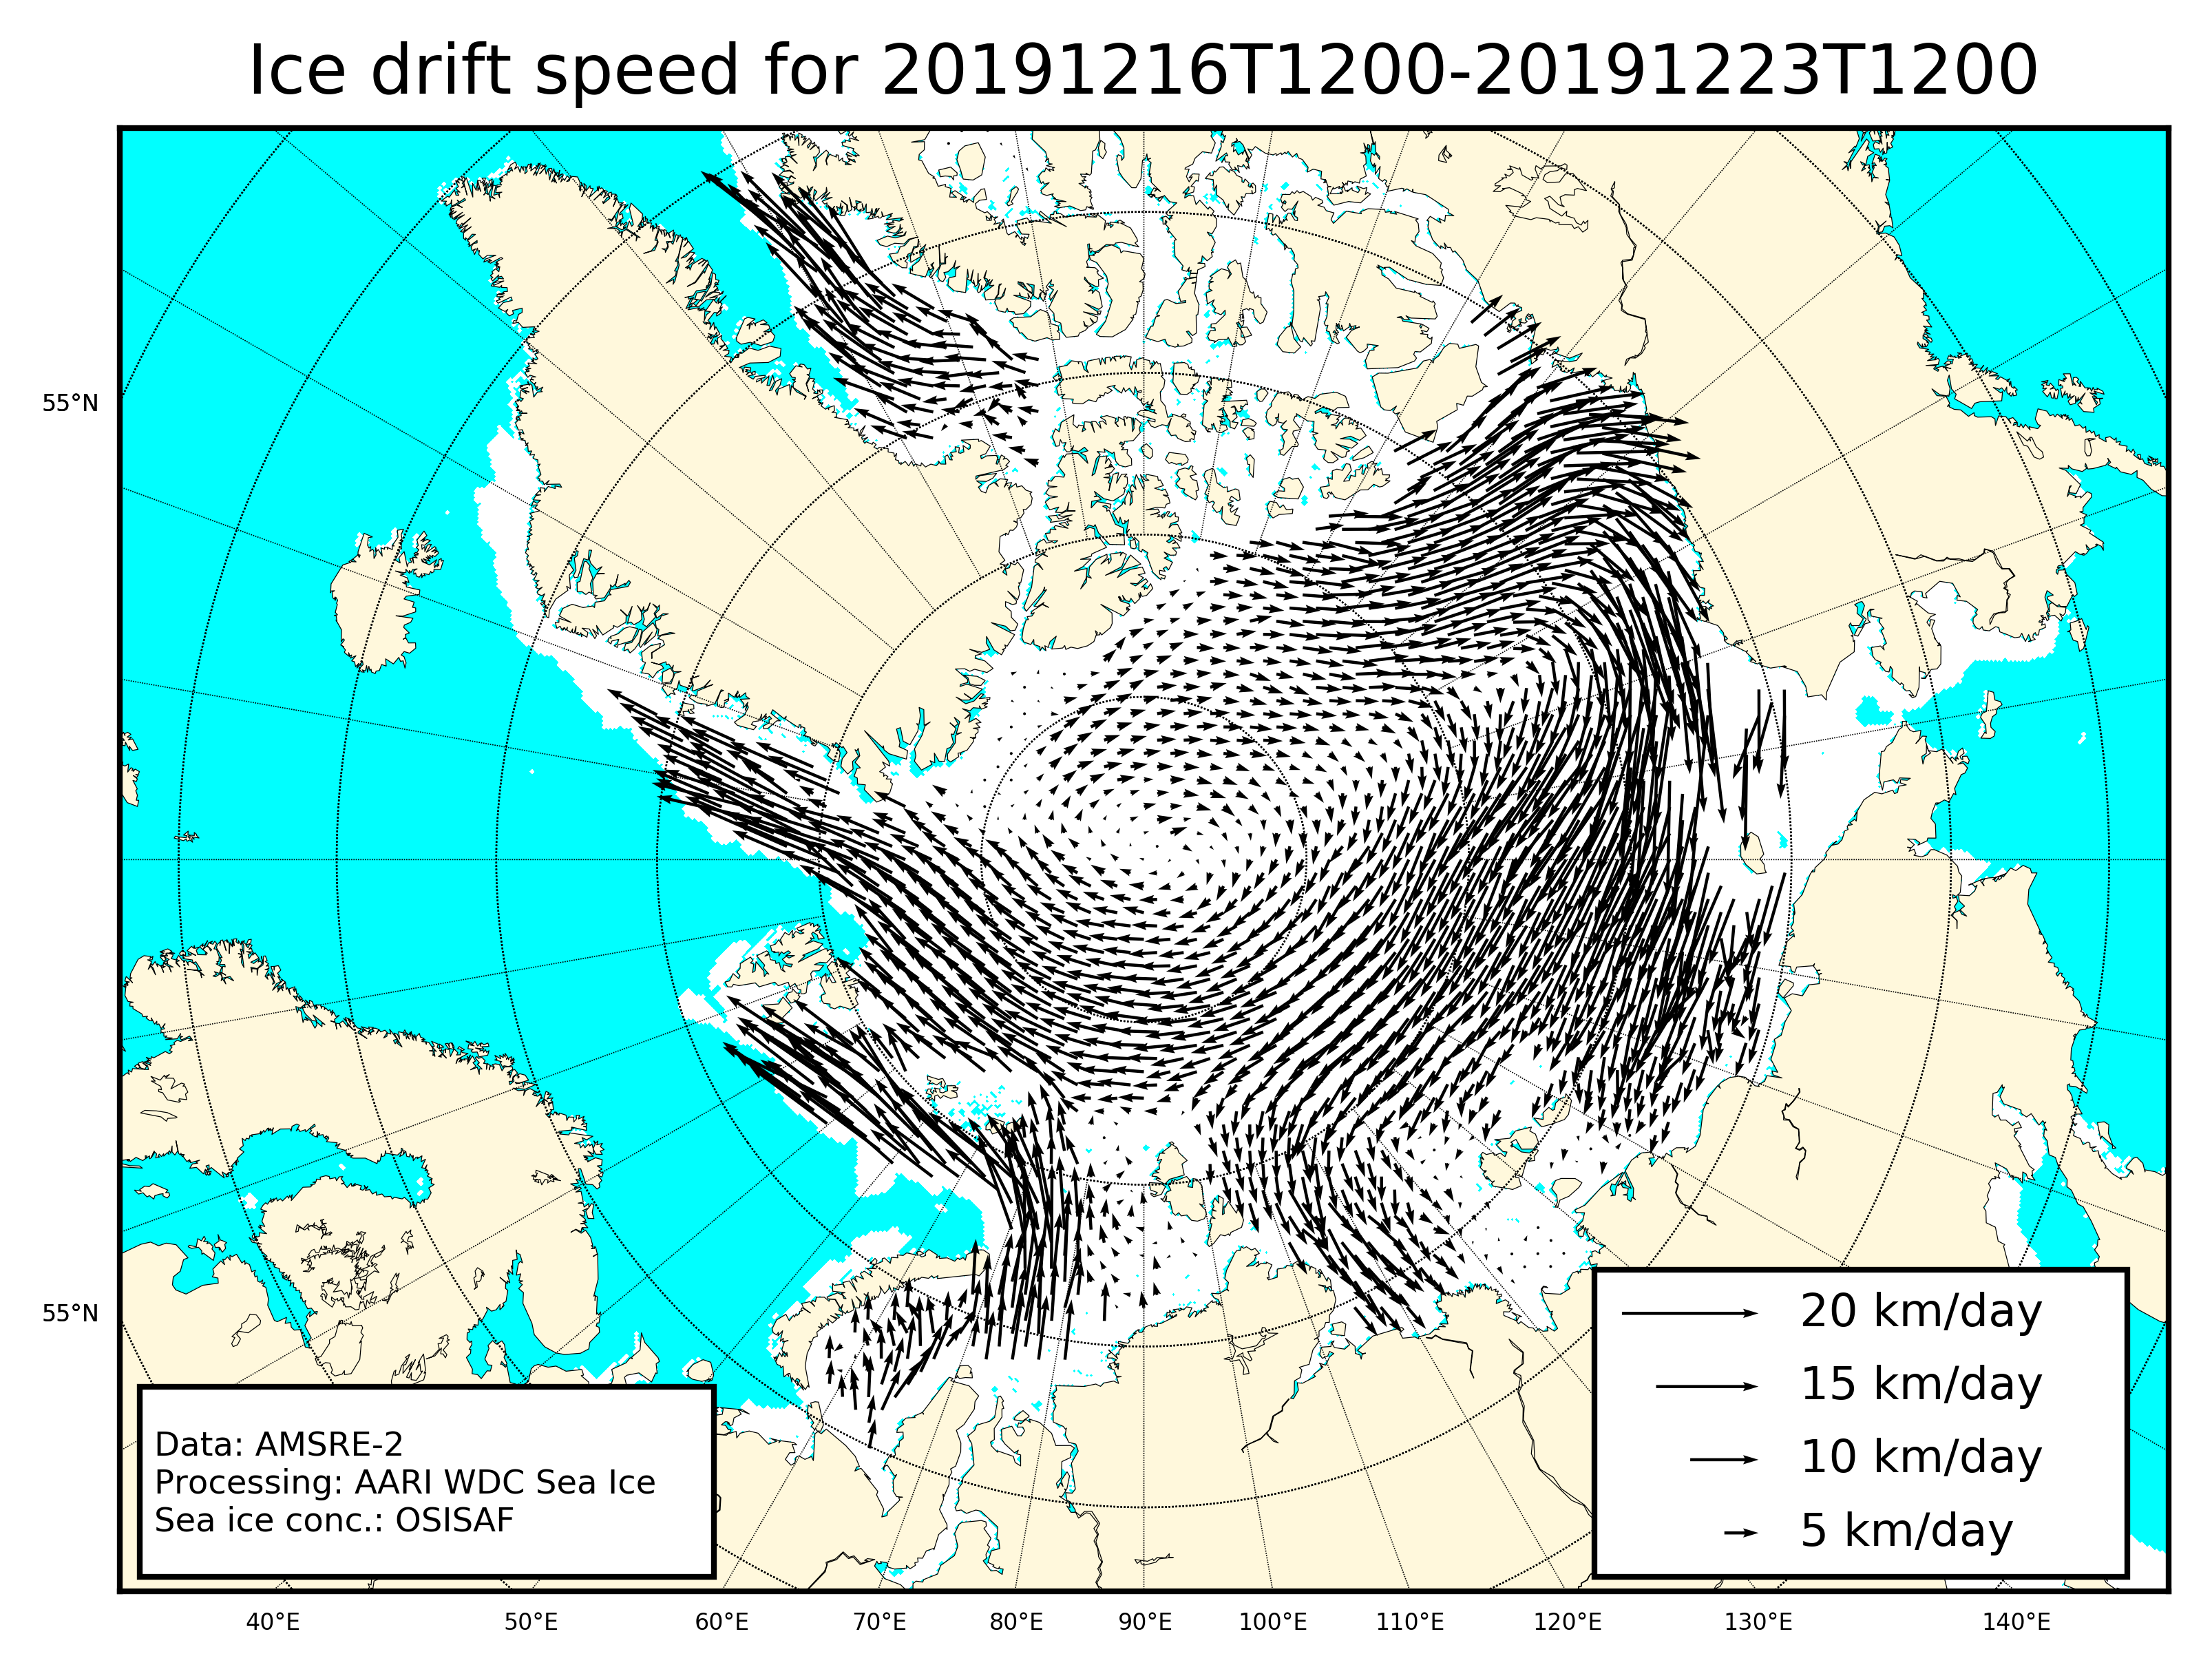 Ice drift speed for 20191216T1200-20191223T1200
55°N
55°N
20 km/day
15 km/day
10 km/day
5 km/day
Data: AMSRE-2
Processing: AARI WDC Sea Ice
Sea ice conc.: OSISAF
40°E 50°E 60°E 70°E 80°E 90°E 100°E 110°E 120°E 130°E 140°E